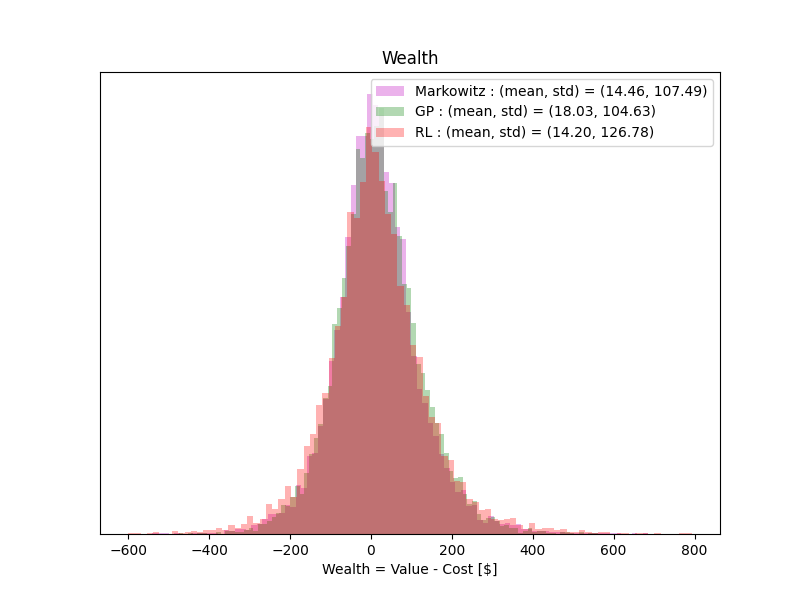 Wealth
Markowitz : (mean, std) = (14.46, 107.49)
GP : (mean, std) = (18.03, 104.63)
RL : (mean, std) = (14.20, 126.78)
−600 −400 −200 0 200 400 600 800
Wealth = Value - Cost [$]